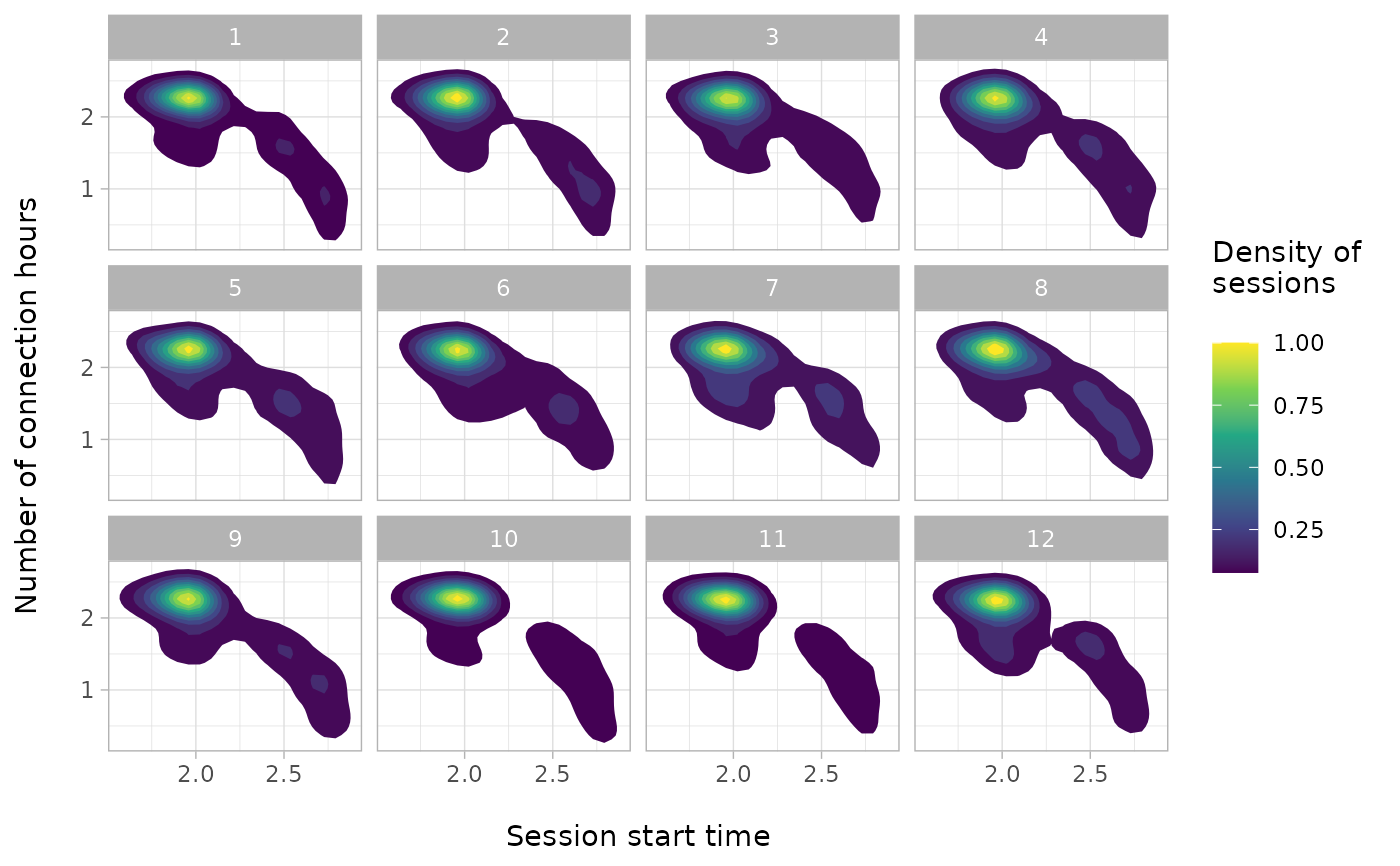 1 2 3 4
2
1
5 6 7 8
2
1
9 10 11 12
2
1
2.0 2.5 2.0 2.5 2.0 2.5 2.0 2.5
Session start time
Number of connection hours
Density of
sessions
1.00
0.75
0.50
0.25